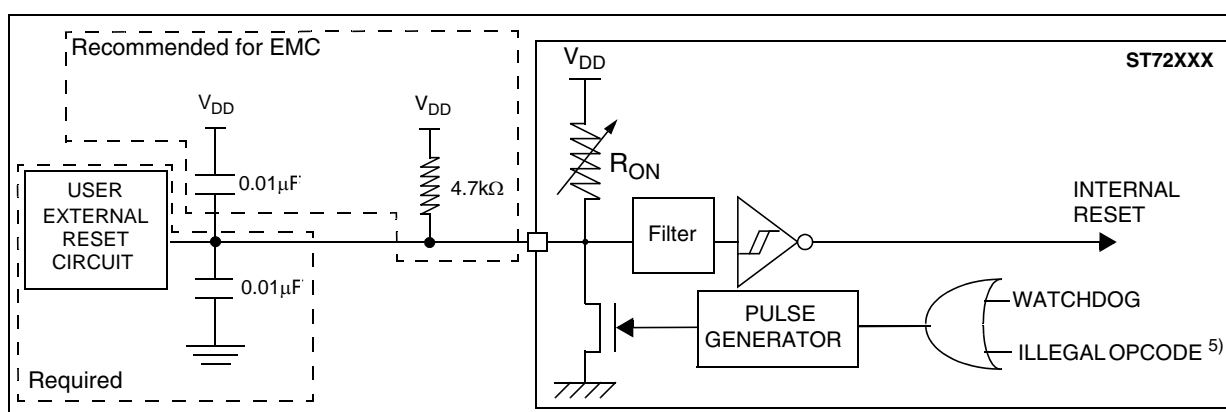 Recommended for EMC
V_DD
V_DD
0.01μF
4.7kΩ
USER
EXTERNAL
RESET
CIRCUIT
0.01μF
Required
ST72XXX
V_DD
R_ON
Filter
INTERNAL
RESET
PULSE
GENERATOR
WATCHDOG
ILLEGAL OPCODE 5)